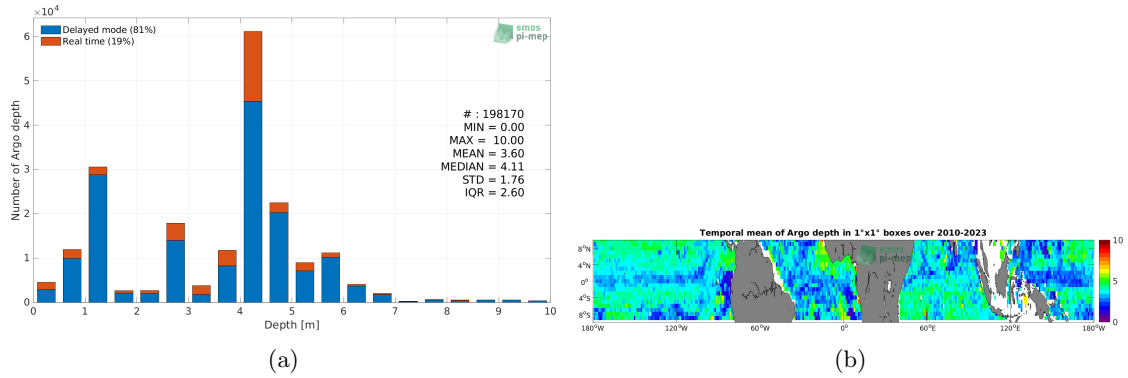 ×10⁴
Delayed mode (81%)
Real time (19%)
smos
pi-mep
6
5
4
3
2
1
0
Number of Argo depth
# : 198170
MIN = 0.00
MAX = 10.00
MEAN = 3.60
MEDIAN = 4.11
STD = 1.76
IQR = 2.60
0 1 2 3 4 5 6 7 8 9 10
Depth [m]
(a)
Temporal mean of Argo depth in 1°x1° boxes over 2010-2023
smos
pi-mep
8°N
4°N
0°
4°S
8°S
180°W 120°W 60°W 0° 60°E 120°E 180°W
10
5
0
(b)